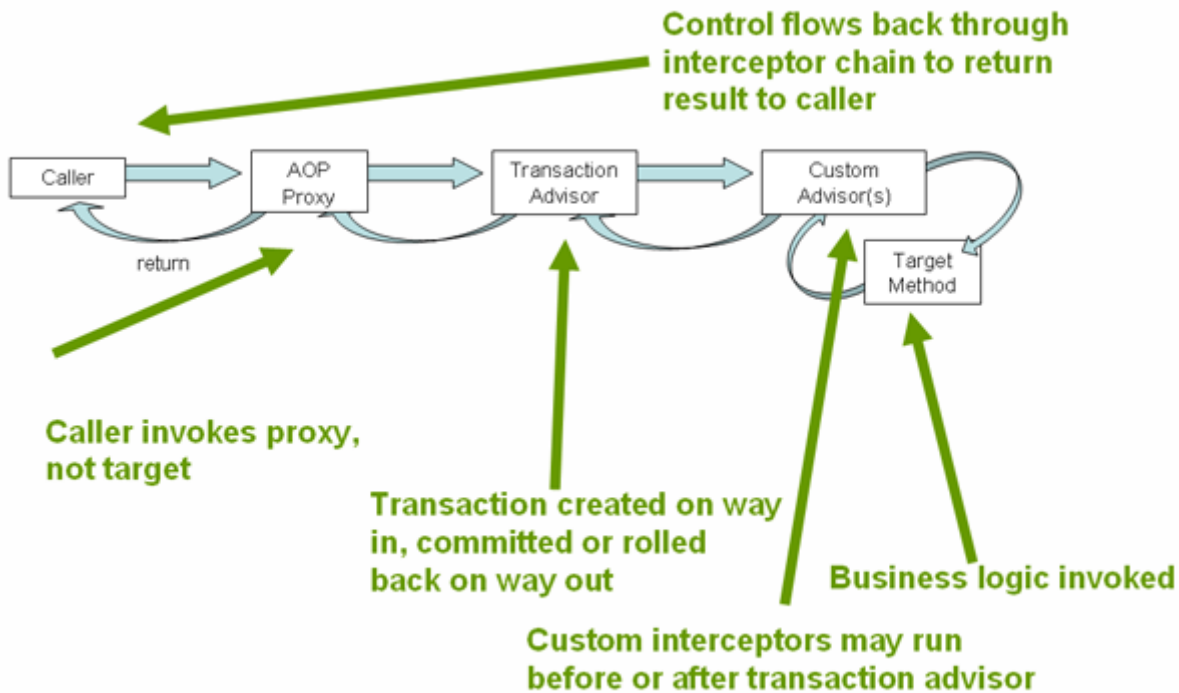 Control flows back through
interceptor chain to return
result to caller
Caller
AOP
Proxy
Transaction
Advisor
Custom
Advisor(s)
return
Target
Method
Caller invokes proxy,
not target
Transaction created on way
in, committed or rolled
back on way out
Business logic invoked
Custom interceptors may run
before or after transaction advisor